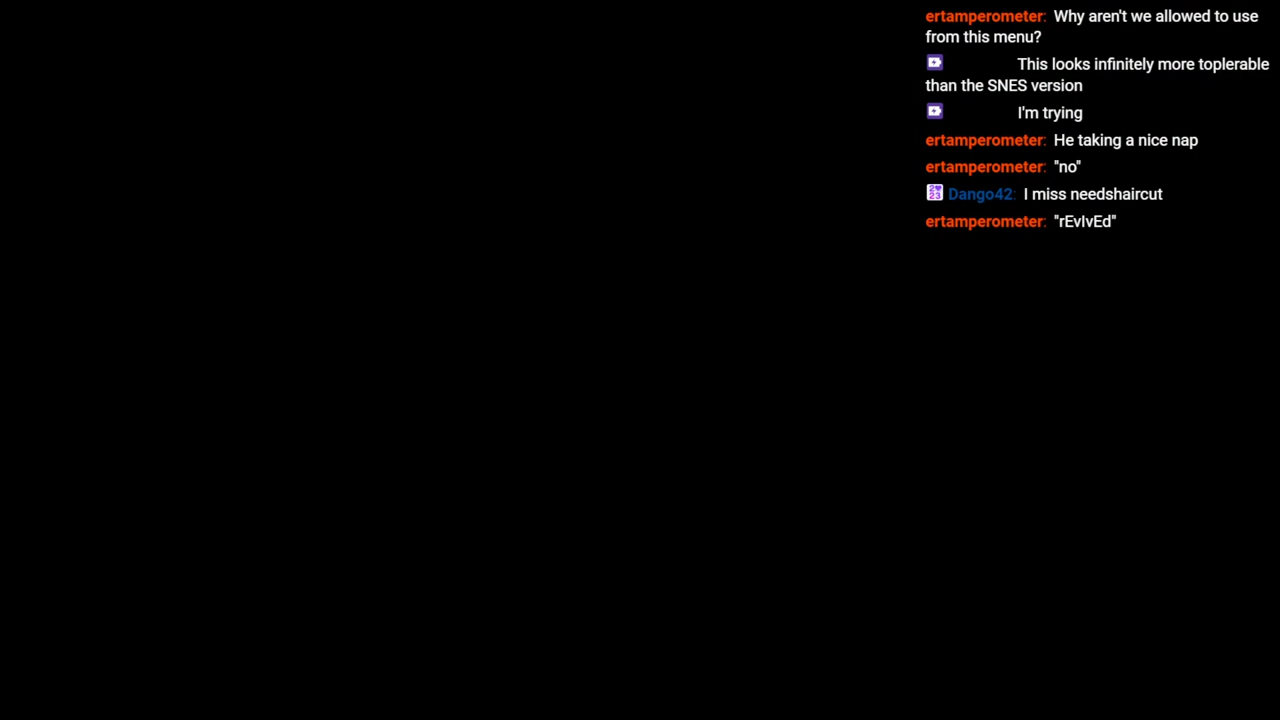 ertamperometer: Why aren't we allowed to use
from this menu?
This looks infinitely more toplerable
than the SNES version
I'm trying
ertamperometer: He taking a nice nap
ertamperometer: "no"
Dango42: I miss needshaircut
ertamperometer: "rEvIvEd"